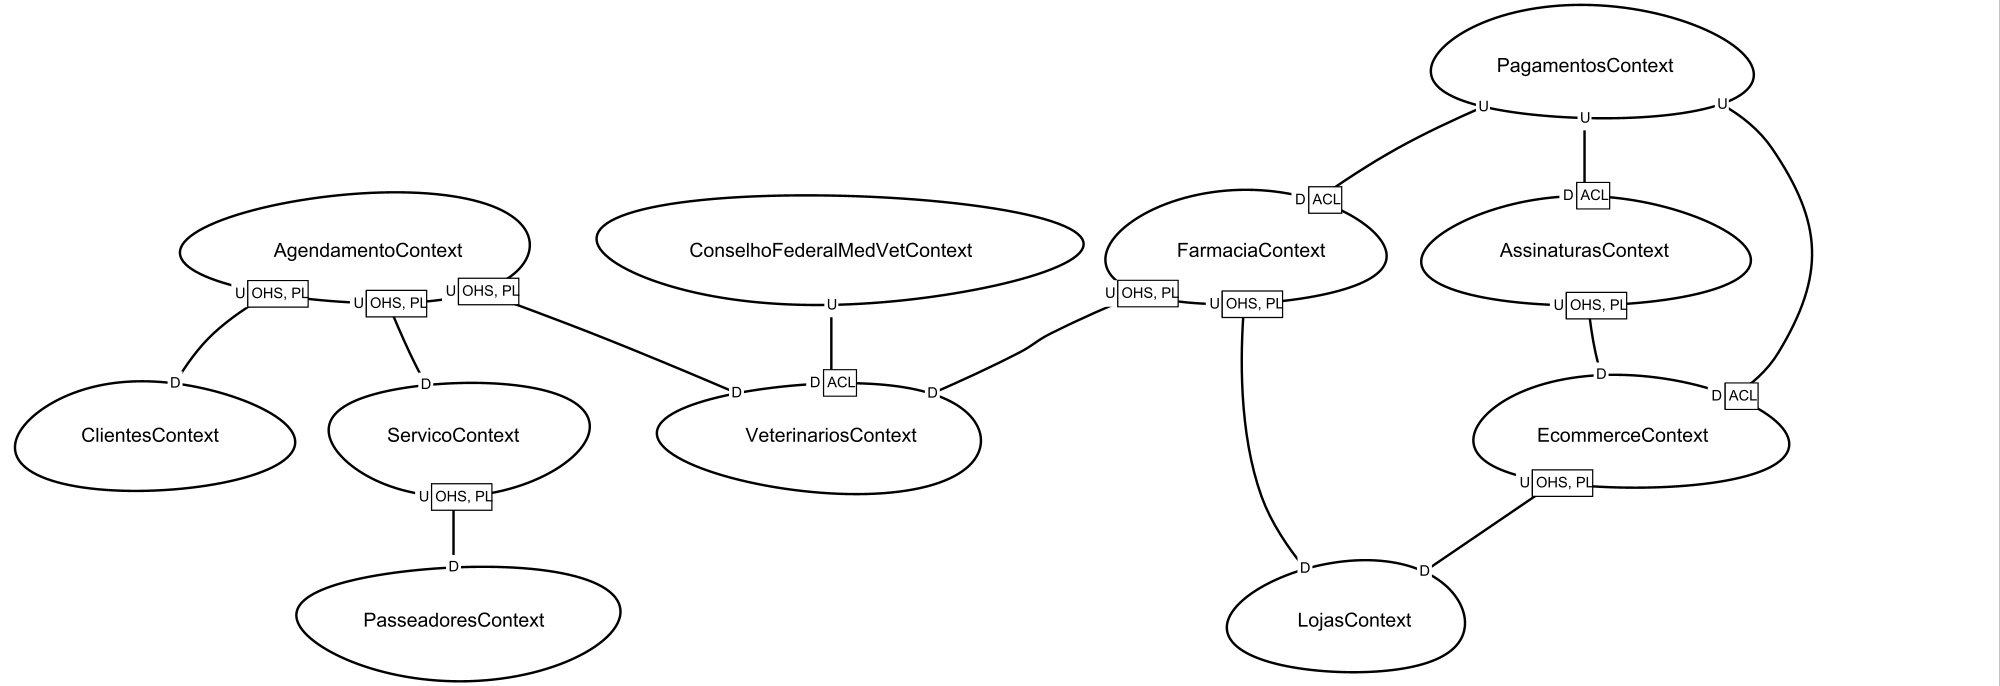 PagamentosContext
U
U
U
D ACL
D ACL
AgendamentoContext
ConselhoFederalMedVetContext
FarmaciaContext
AssinaturasContext
U OHS, PL
U OHS, PL
U OHS, PL
U
U OHS, PL
U OHS, PL
U OHS, PL
D
D
D
D ACL
D
D
D ACL
ClientesContext
ServicoContext
VeterinariosContext
EcommerceContext
U OHS, PL
U OHS, PL
D
D
D
PasseadoresContext
LojasContext